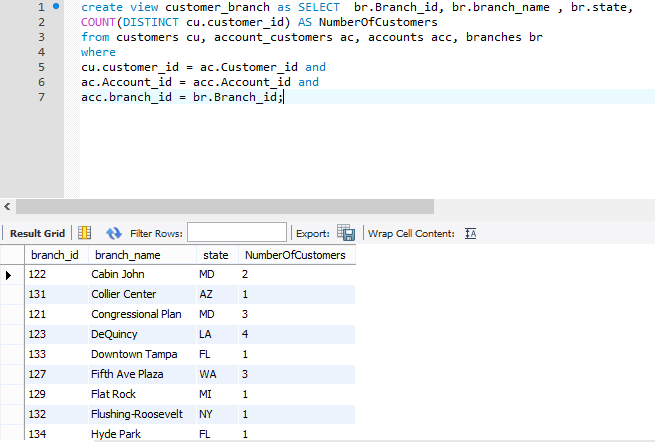 1 create view customer_branch as SELECT br.Branch_id, br.branch_name , br.state,
2 COUNT(DISTINCT cu.customer_id) AS NumberOfCustomers
3 from customers cu, account_customers ac, accounts acc, branches br
4 where
5 cu.customer_id = ac.Customer_id and
6 ac.Account_id = acc.Account_id and
7 acc.branch_id = br.Branch_id;
Result Grid Filter Rows: Export: Wrap Cell Content: IA
branch_id branch_name state NumberOfCustomers
122 Cabin John MD 2
131 Collier Center AZ 1
121 Congressional Plan MD 3
123 DeQuincy LA 4
133 Downtown Tampa FL 1
127 Fifth Ave Plaza WA 3
129 Flat Rock MI 1
132 Flushing-Roosevelt NY 1
134 Hyde Park FL 1